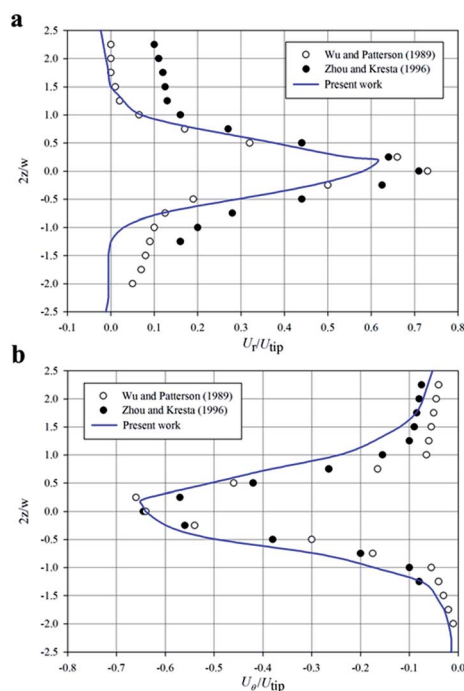 a
2.5
2.0
1.5
1.0
0.5
0.0
-0.5
-1.0
-1.5
-2.0
-2.5
2z/w
Wu and Patterson (1989)
Zhou and Kresta (1996)
Present work
-0.1 0.0 0.1 0.2 0.3 0.4 0.5 0.6 0.7 0.8
Ur/Utip
b
2.5
2.0
1.5
1.0
0.5
0.0
-0.5
-1.0
-1.5
-2.0
-2.5
2z/w
Wu and Patterson (1989)
Zhou and Kresta (1996)
Present work
-0.8 -0.7 -0.6 -0.5 -0.4 -0.3 -0.2 -0.1 0.0
Uθ/Utip